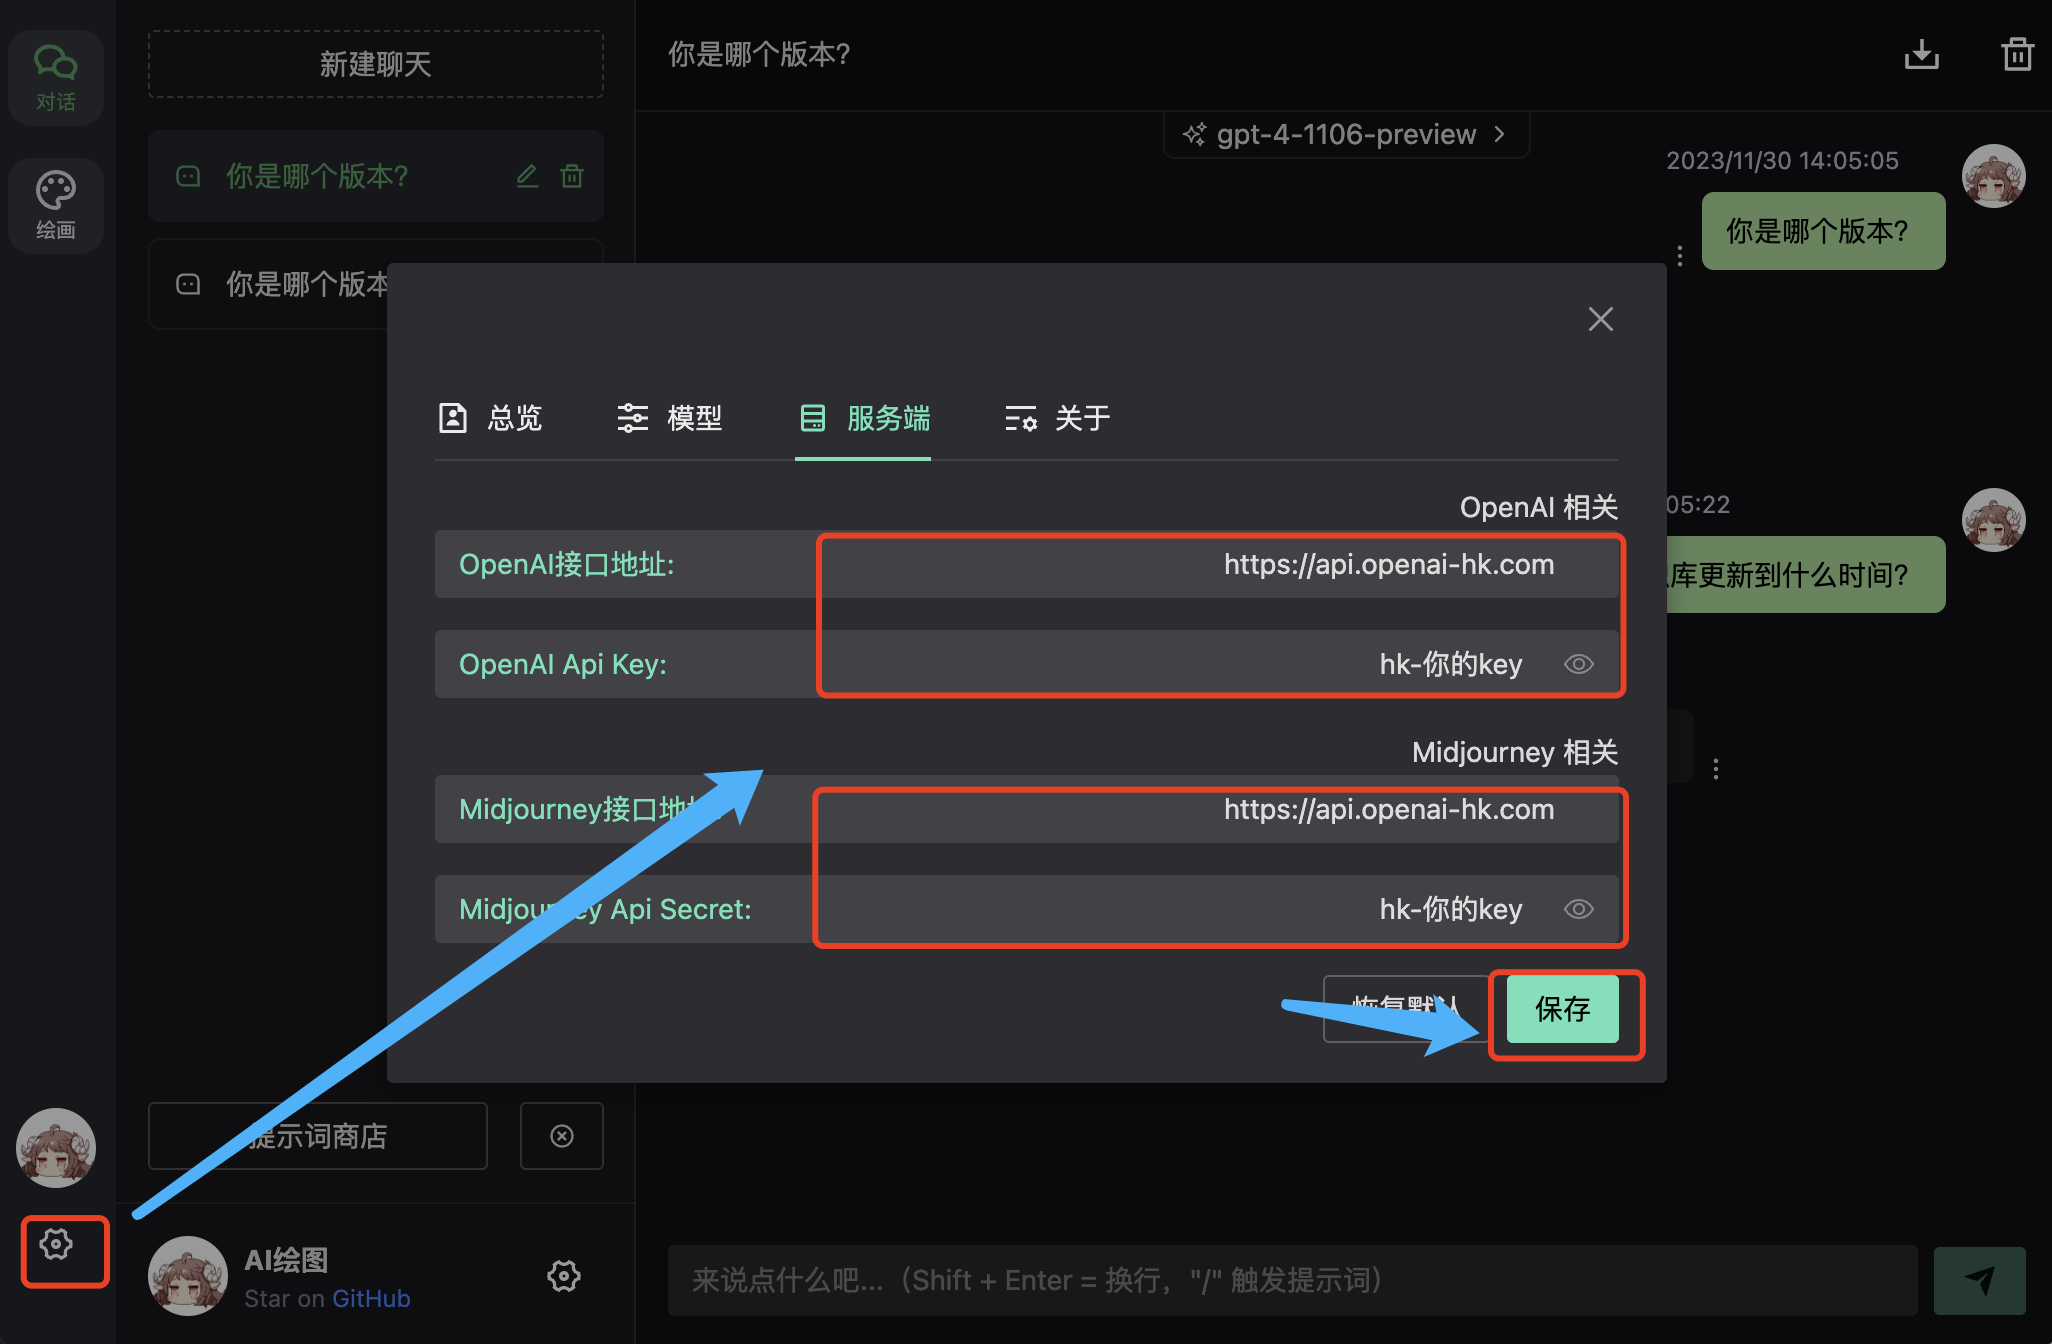 对话
绘画
新建聊天
你是哪个版本?
你是哪个版本
你是哪个版本?
gpt-4-1106-preview
2023/11/30 14:05:05
你是哪个版本?
05:22
库更新到什么时间?
总览
模型
服务端
关于
OpenAI 相关
OpenAI接口地址:
https://api.openai-hk.com
OpenAI Api Key:
hk-你的key
Midjourney 相关
Midjourney接口地址:
https://api.openai-hk.com
Midjourney Api Secret:
hk-你的key
恢复默认
保存
提示词商店
AI绘图
Star on GitHub
来说点什么吧...（Shift + Enter = 换行，"/" 触发提示词）